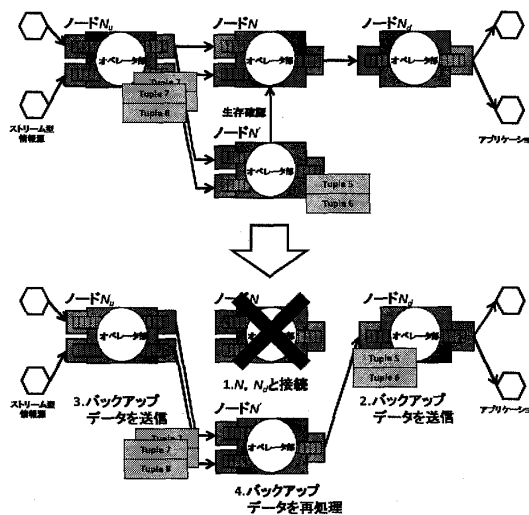 ノードNu
ノードN
ノードNd
オペレータ部
オペレータ部
オペレータ部
Tuple 7
Tuple 7
Tuple 8
ストリーム型
情報源
生存確認
アプリケーション
ノードN'
オペレータ部
Tuple 5
Tuple 6
ノードNu
ノードN
ノードNd
オペレータ部
オペレータ部
Tuple 5
Tuple 6
1.N, Ndと接続
ストリーム型
情報源
3.バックアップ
データを送信
2.バックアップ
データを送信
アプリケーション
ノードN'
Tuple 7
Tuple 8
オペレータ部
4.バックアップ
データを再処理